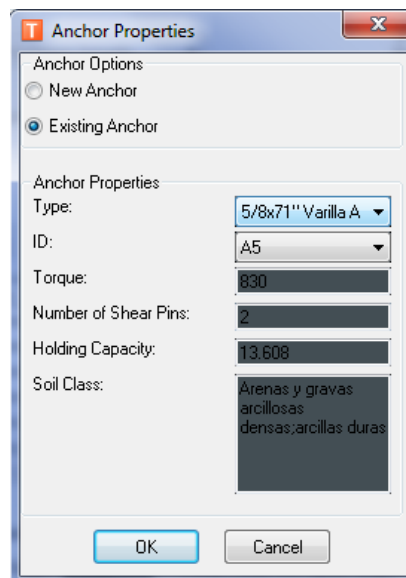 T Anchor Properties
X
Anchor Options
New Anchor
Existing Anchor
Anchor Properties
Type:
5/8x71" Varilla A
ID:
A5
Torque:
830
Number of Shear Pins:
2
Holding Capacity:
13.608
Soil Class:
Arenas y gravas
arcillosas
densas;arcillas duras
OK
Cancel